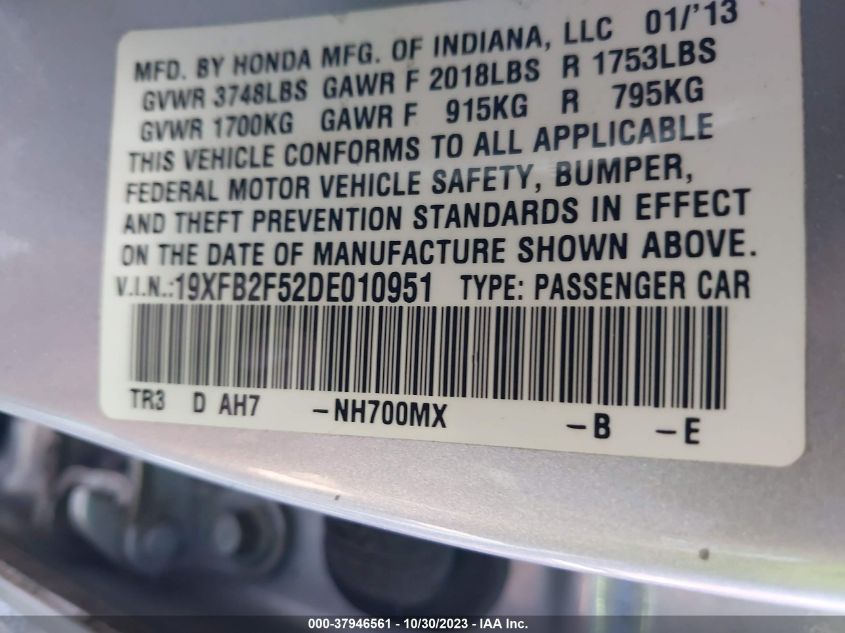 MFD. BY HONDA MFG. OF INDIANA, LLC 01/'13
GVWR 3748LBS GAWR F 2018LBS R 1753LBS
GVWR 1700KG GAWR F 915KG R 795KG
THIS VEHICLE CONFORMS TO ALL APPLICABLE
FEDERAL MOTOR VEHICLE SAFETY, BUMPER,
AND THEFT PREVENTION STANDARDS IN EFFECT
ON THE DATE OF MANUFACTURE SHOWN ABOVE.
V.I.N.:19XFB2F52DE010951 TYPE: PASSENGER CAR
TR3 D AH7 -NH700MX -B -E
000-37946561 - 10/30/2023 - IAA Inc.